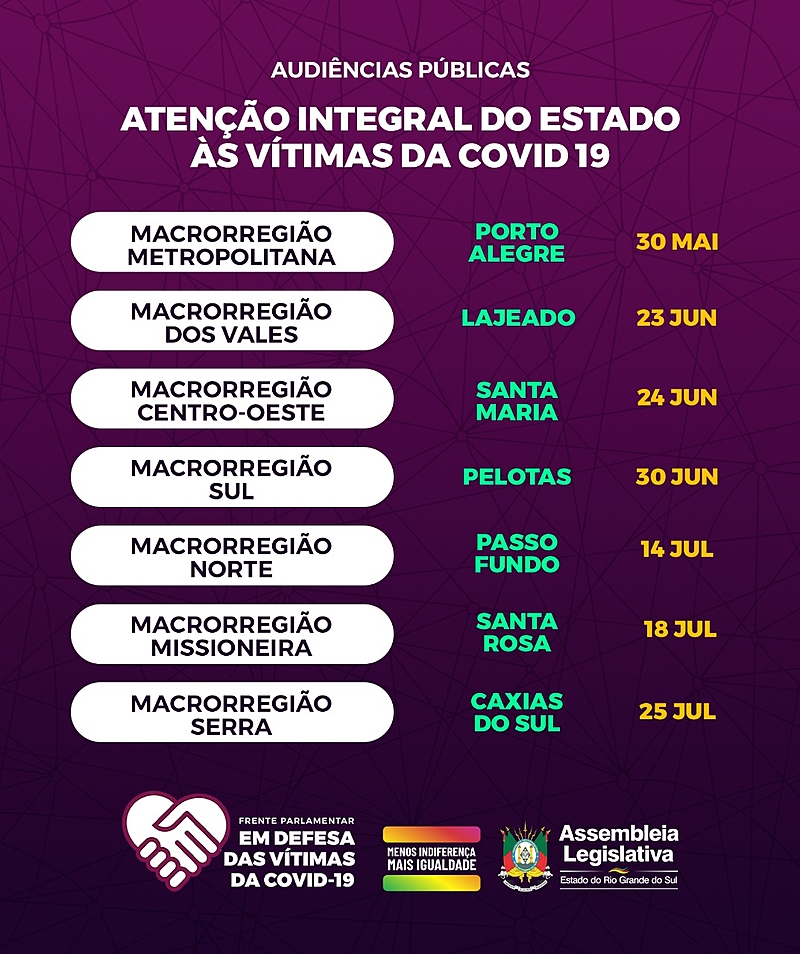 AUDIÊNCIAS PÚBLICAS
ATENÇÃO INTEGRAL DO ESTADO
ÀS VÍTIMAS DA COVID 19
MACRORREGIÃO
METROPOLITANA
PORTO
ALEGRE
30 MAI
MACRORREGIÃO
DOS VALES
LAJEADO
23 JUN
MACRORREGIÃO
CENTRO-OESTE
SANTA
MARIA
24 JUN
MACRORREGIÃO
SUL
PELOTAS
30 JUN
MACRORREGIÃO
NORTE
PASSO
FUNDO
14 JUL
MACRORREGIÃO
MISSIONEIRA
SANTA
ROSA
18 JUL
MACRORREGIÃO
SERRA
CAXIAS
DO SUL
25 JUL
FRENTE PARLAMENTAR
EM DEFESA
DAS VÍTIMAS
DA COVID-19
MENOS INDIFERENÇA
MAIS IGUALDADE
Assembleia
Legislativa
Estado do Rio Grande do Sul